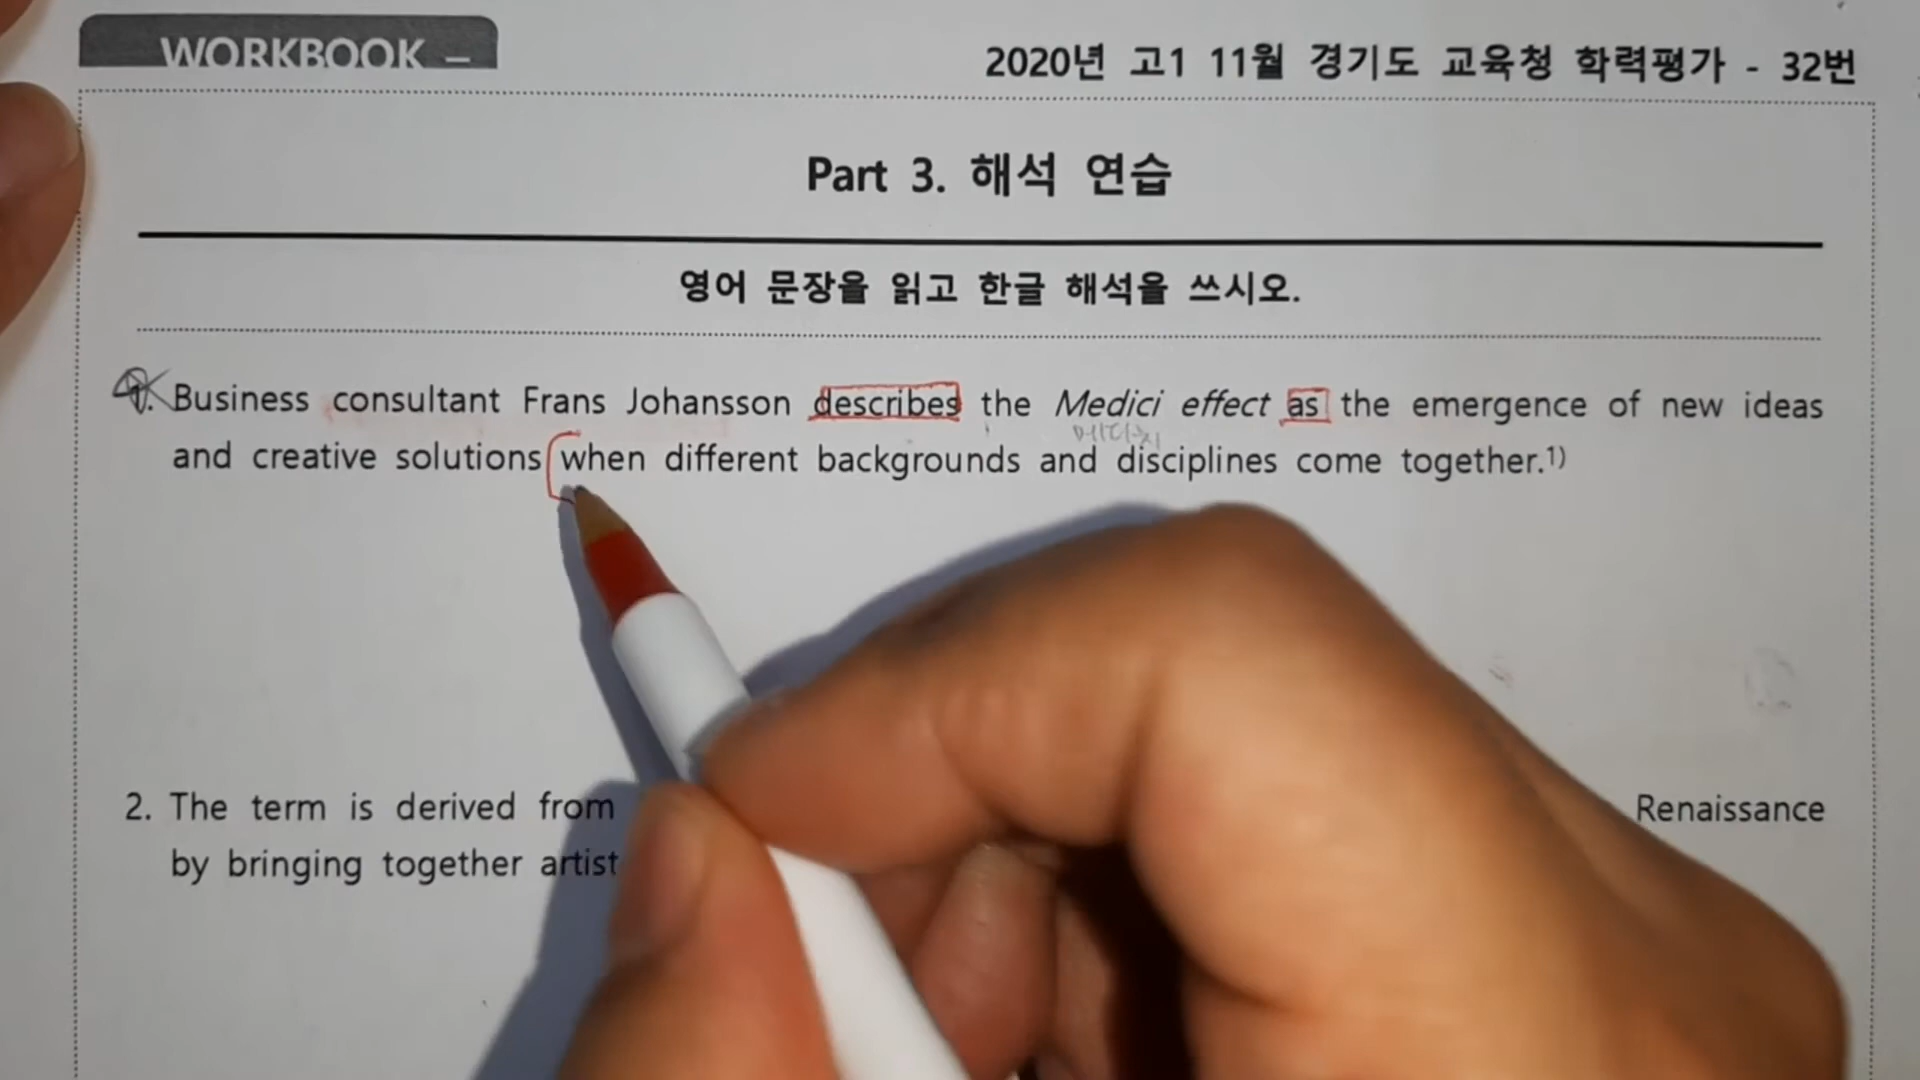 WORKBOOK –
2020년 고1 11월 경기도 교육청 학력평가 - 32번
Part 3. 해석 연습
영어 문장을 읽고 한글 해석을 쓰시오.
1. Business consultant Frans Johansson describes the Medici effect as the emergence of new ideas
메디치
and creative solutions when different backgrounds and disciplines come together.1)
2. The term is derived from Renaissance
by bringing together artist